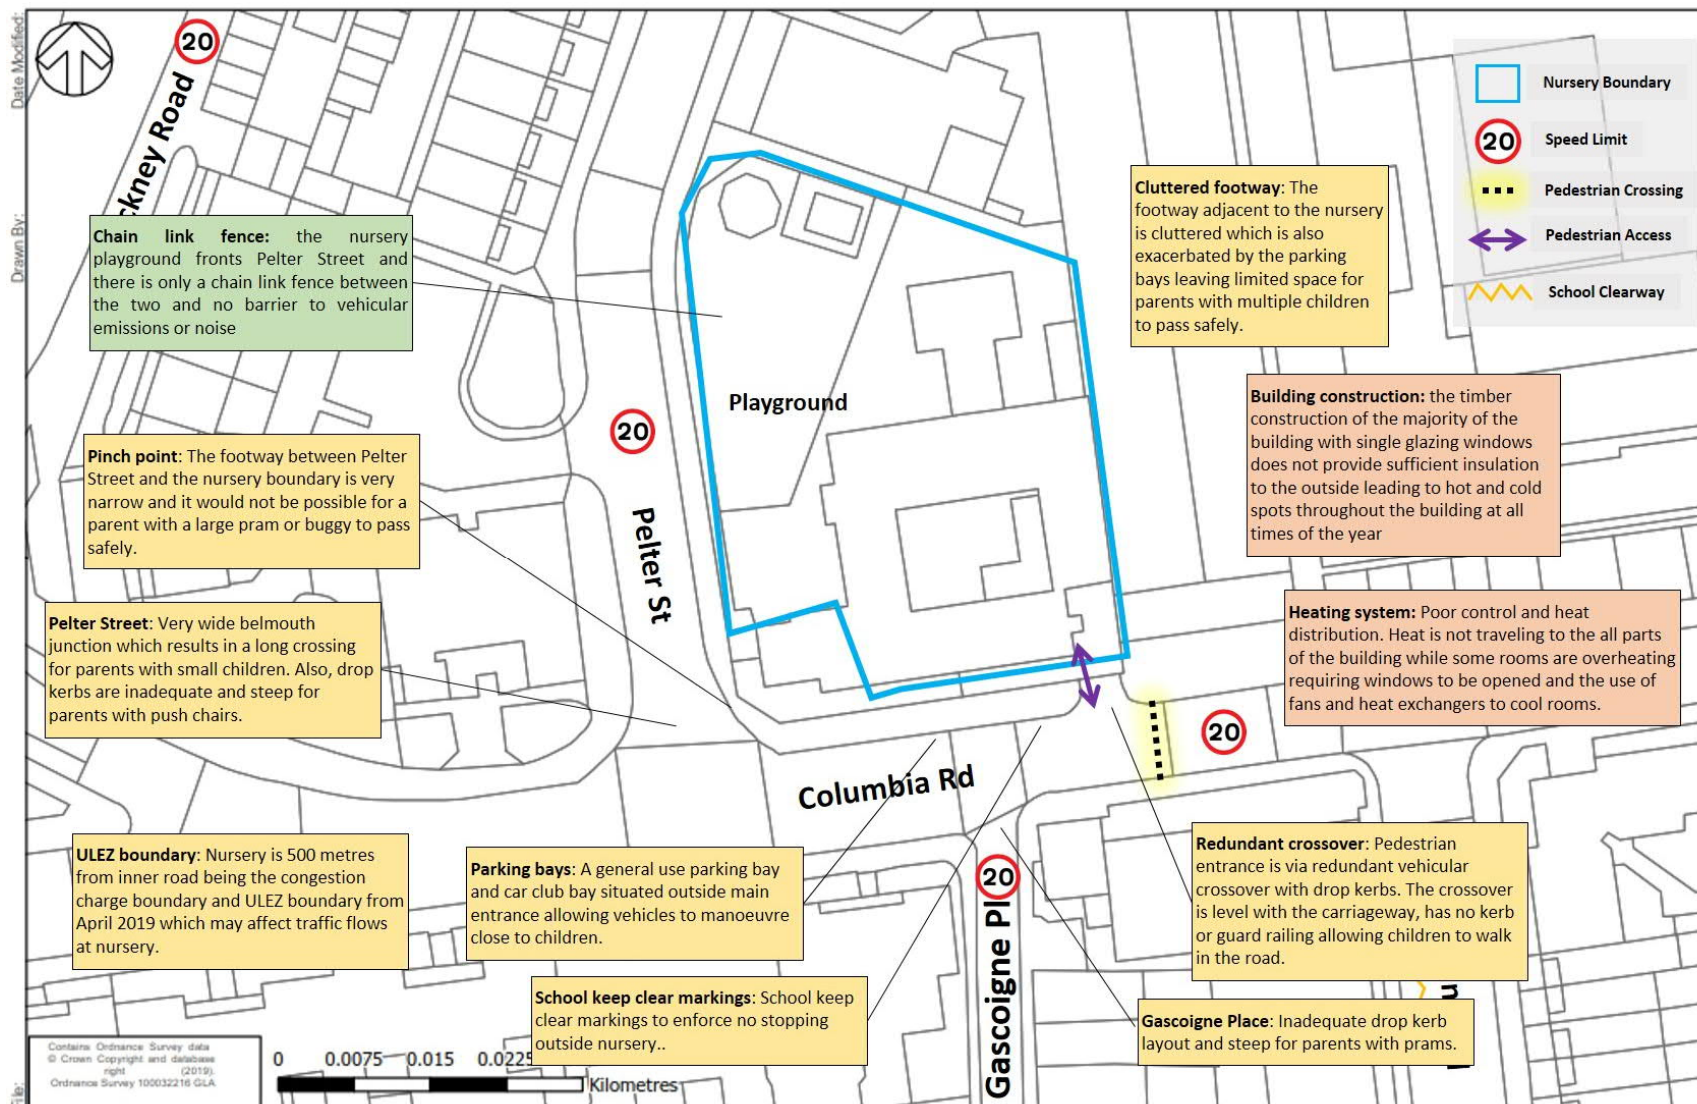 Date Modified:
Drawn By:
File:
20
ckney Road
Nursery Boundary
20
Speed Limit
Pedestrian Crossing
Pedestrian Access
School Clearway
Chain link fence: the nursery
playground fronts Pelter Street and
there is only a chain link fence between
the two and no barrier to vehicular
emissions or noise
Cluttered footway: The
footway adjacent to the nursery
is cluttered which is also
exacerbated by the parking
bays leaving limited space for
parents with multiple children
to pass safely.
Playground
20
Building construction: the timber
construction of the majority of the
building with single glazing windows
does not provide sufficient insulation
to the outside leading to hot and cold
spots throughout the building at all
times of the year
Pinch point: The footway between Pelter
Street and the nursery boundary is very
narrow and it would not be possible for a
parent with a large pram or buggy to pass
safely.
Pelter St
Heating system: Poor control and heat
distribution. Heat is not traveling to the all parts
of the building while some rooms are overheating
requiring windows to be opened and the use of
fans and heat exchangers to cool rooms.
Pelter Street: Very wide belmouth
junction which results in a long crossing
for parents with small children. Also, drop
kerbs are inadequate and steep for
parents with push chairs.
20
Columbia Rd
ULEZ boundary: Nursery is 500 metres
from inner road being the congestion
charge boundary and ULEZ boundary from
April 2019 which may affect traffic flows
at nursery.
Parking bays: A general use parking bay
and car club bay situated outside main
entrance allowing vehicles to manoeuvre
close to children.
20
Gascoigne Pl
Redundant crossover: Pedestrian
entrance is via redundant vehicular
crossover with drop kerbs. The crossover
is level with the carriageway, has no kerb
or guard railing allowing children to walk
in the road.
School keep clear markings: School keep
clear markings to enforce no stopping
outside nursery..
Gascoigne Place: Inadequate drop kerb
layout and steep for parents with prams.
Contains Ordnance Survey data
© Crown Copyright and database
right (2019).
Ordnance Survey 100032216 GLA
0 0.0075 0.015 0.0225
Kilometres